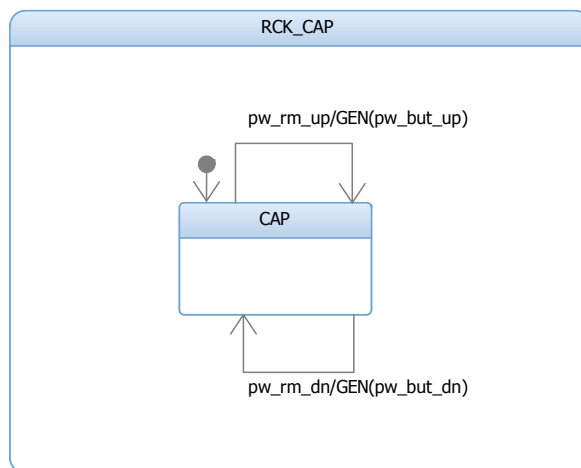 RCK_CAP
pw_rm_up/GEN(pw_but_up)
CAP
pw_rm_dn/GEN(pw_but_dn)